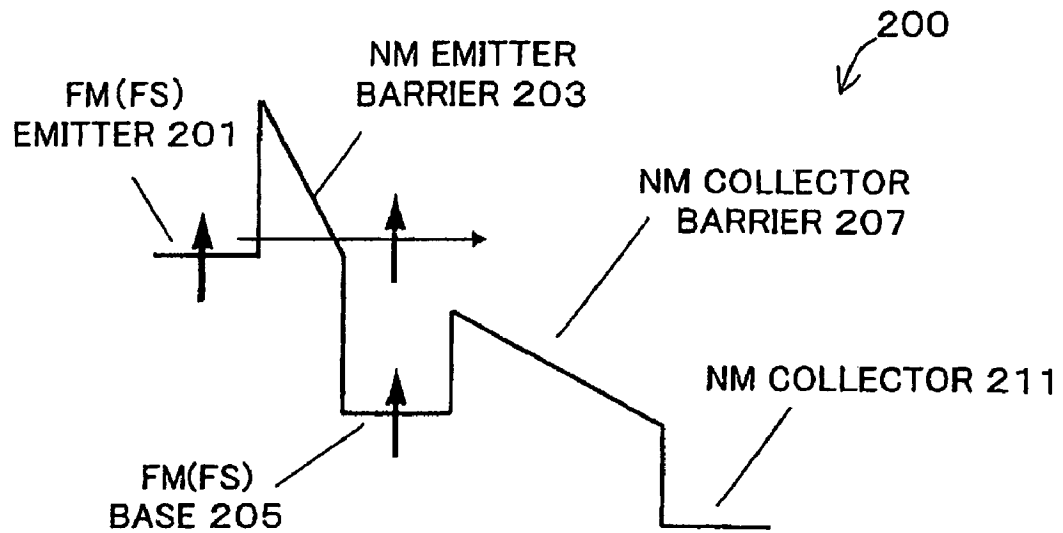 200
NM EMITTER
BARRIER 203
FM(FS)
EMITTER 201
NM COLLECTOR
BARRIER 207
NM COLLECTOR 211
FM(FS)
BASE 205